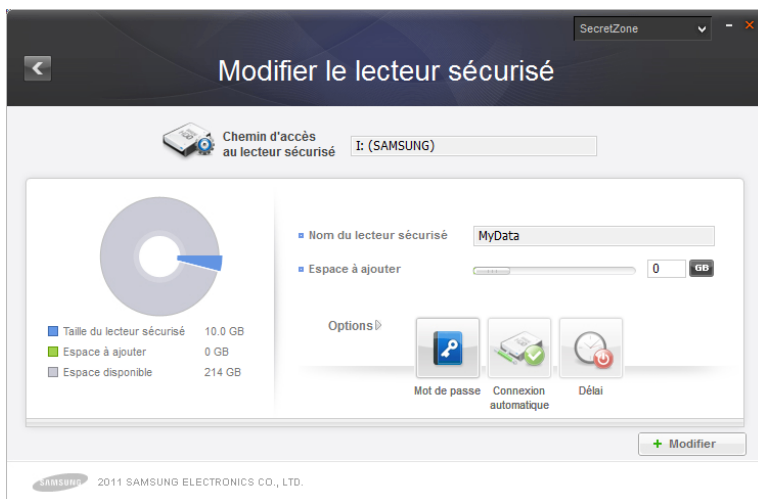 SecretZone
Modifier le lecteur sécurisé
Chemin d'accès
au lecteur sécurisé
I: (SAMSUNG)
Nom du lecteur sécurisé
MyData
Espace à ajouter
0
GB
Taille du lecteur sécurisé 10.0 GB
Espace à ajouter 0 GB
Espace disponible 214 GB
Options
Mot de passe
Connexion
automatique
Délai
+ Modifier
SAMSUNG 2011 SAMSUNG ELECTRONICS CO., LTD.